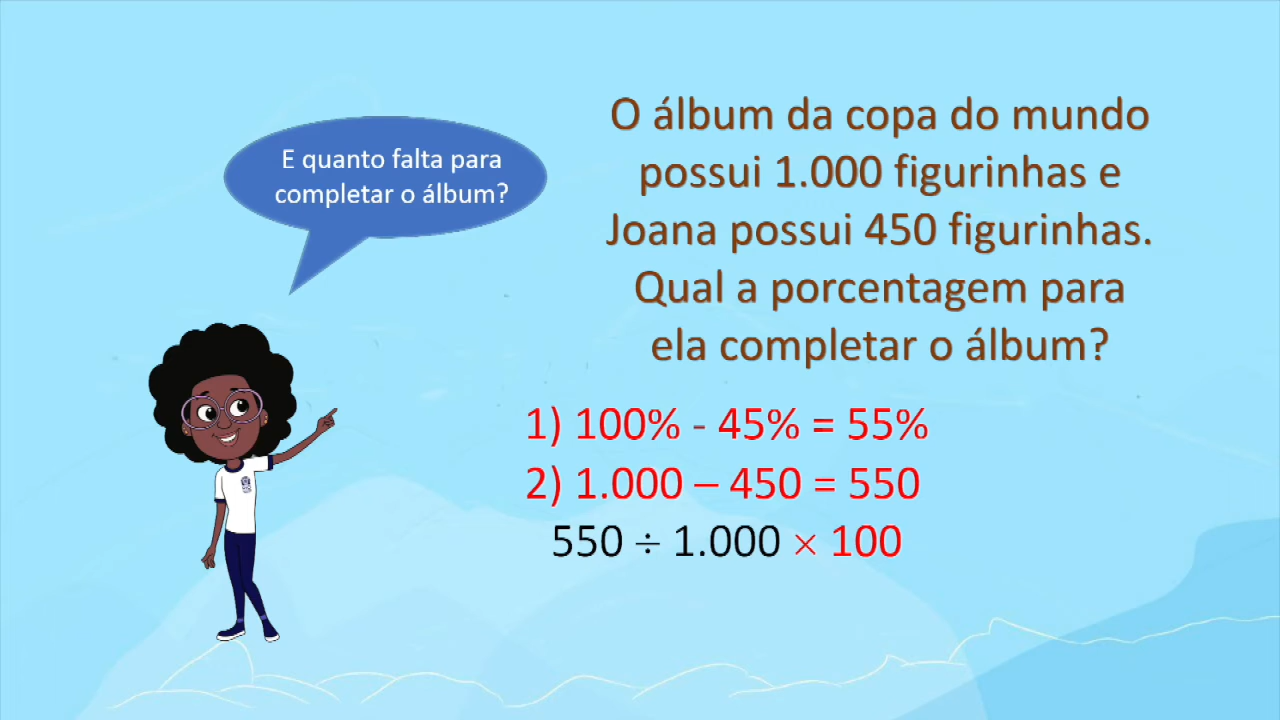 E quanto falta para
completar o álbum?
O álbum da copa do mundo
possui 1.000 figurinhas e
Joana possui 450 figurinhas.
Qual a porcentagem para
ela completar o álbum?
1) 100% - 45% = 55%
2) 1.000 – 450 = 550
550 ÷ 1.000 × 100